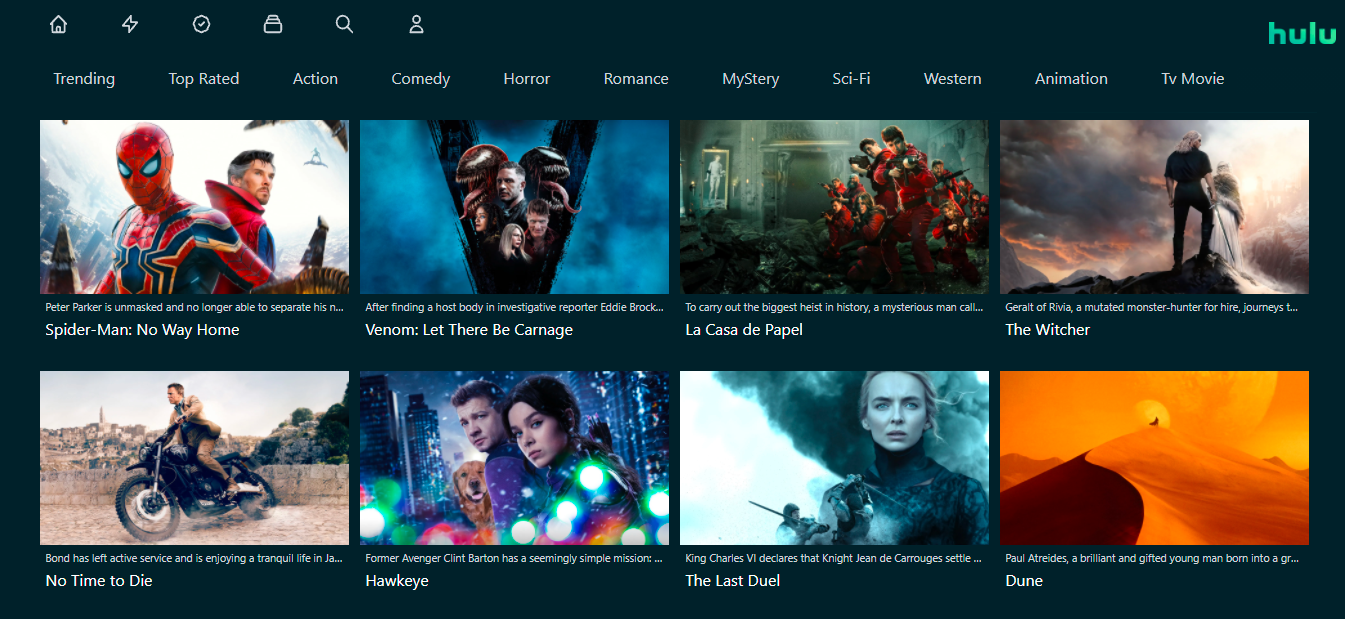 hulu
Trending Top Rated Action Comedy Horror Romance MyStery Sci-Fi Western Animation Tv Movie
Peter Parker is unmasked and no longer able to separate his n...
Spider-Man: No Way Home
After finding a host body in investigative reporter Eddie Brock...
Venom: Let There Be Carnage
To carry out the biggest heist in history, a mysterious man call...
La Casa de Papel
Geralt of Rivia, a mutated monster-hunter for hire, journeys t...
The Witcher
Bond has left active service and is enjoying a tranquil life in Ja...
No Time to Die
Former Avenger Clint Barton has a seemingly simple mission: ...
Hawkeye
King Charles VI declares that Knight Jean de Carrouges settle ...
The Last Duel
Paul Atreides, a brilliant and gifted young man born into a gr...
Dune